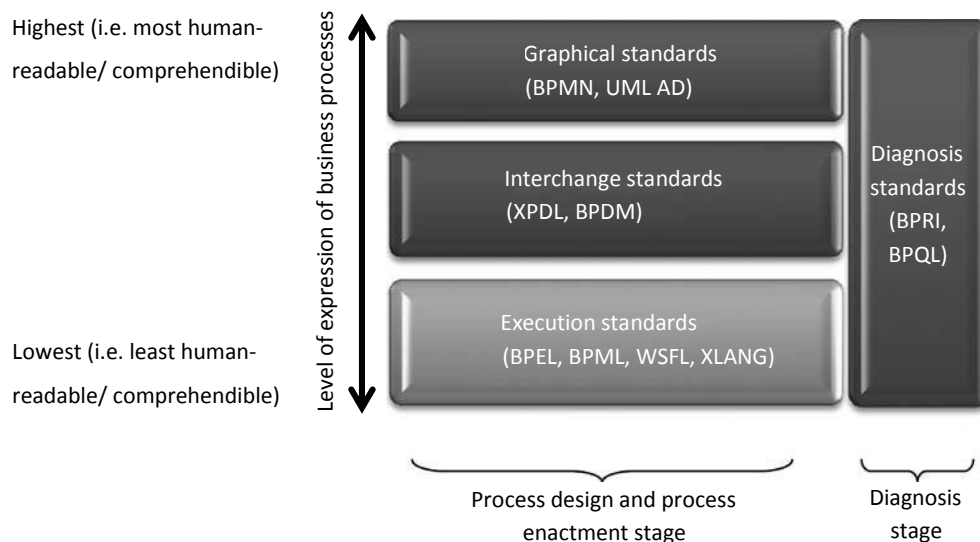 Highest (i.e. most human-
readable/ comprehendible)
Lowest (i.e. least human-
readable/ comprehendible)
Level of expression of business processes
Graphical standards
(BPMN, UML AD)
Interchange standards
(XPDL, BPDM)
Execution standards
(BPEL, BPML, WSFL, XLANG)
Diagnosis
standards
(BPRI,
BPQL)
Process design and process
enactment stage
Diagnosis
stage